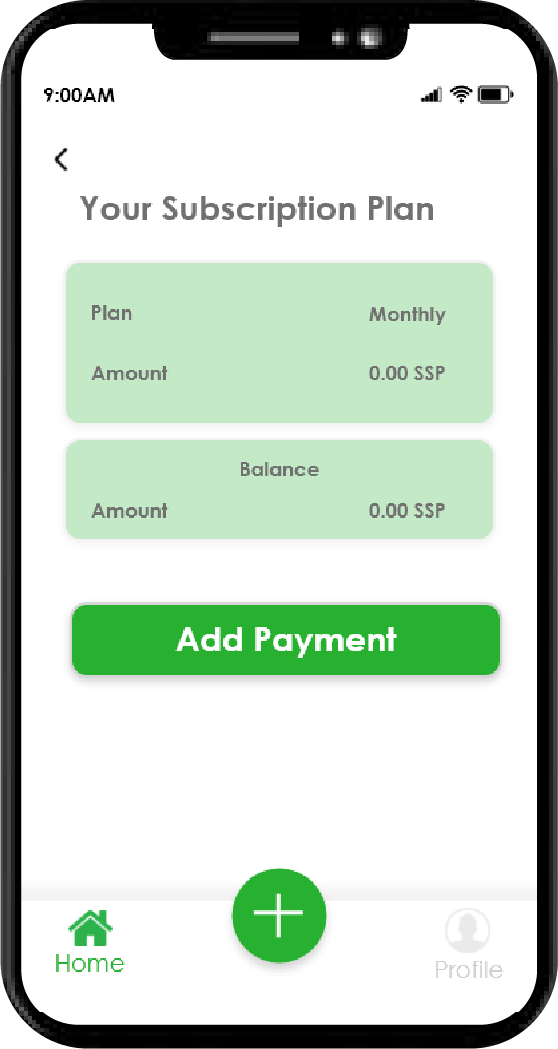 9:00AM
Your Subscription Plan
Plan Monthly
Amount 0.00 SSP
Balance
Amount 0.00 SSP
Add Payment
Home Profile